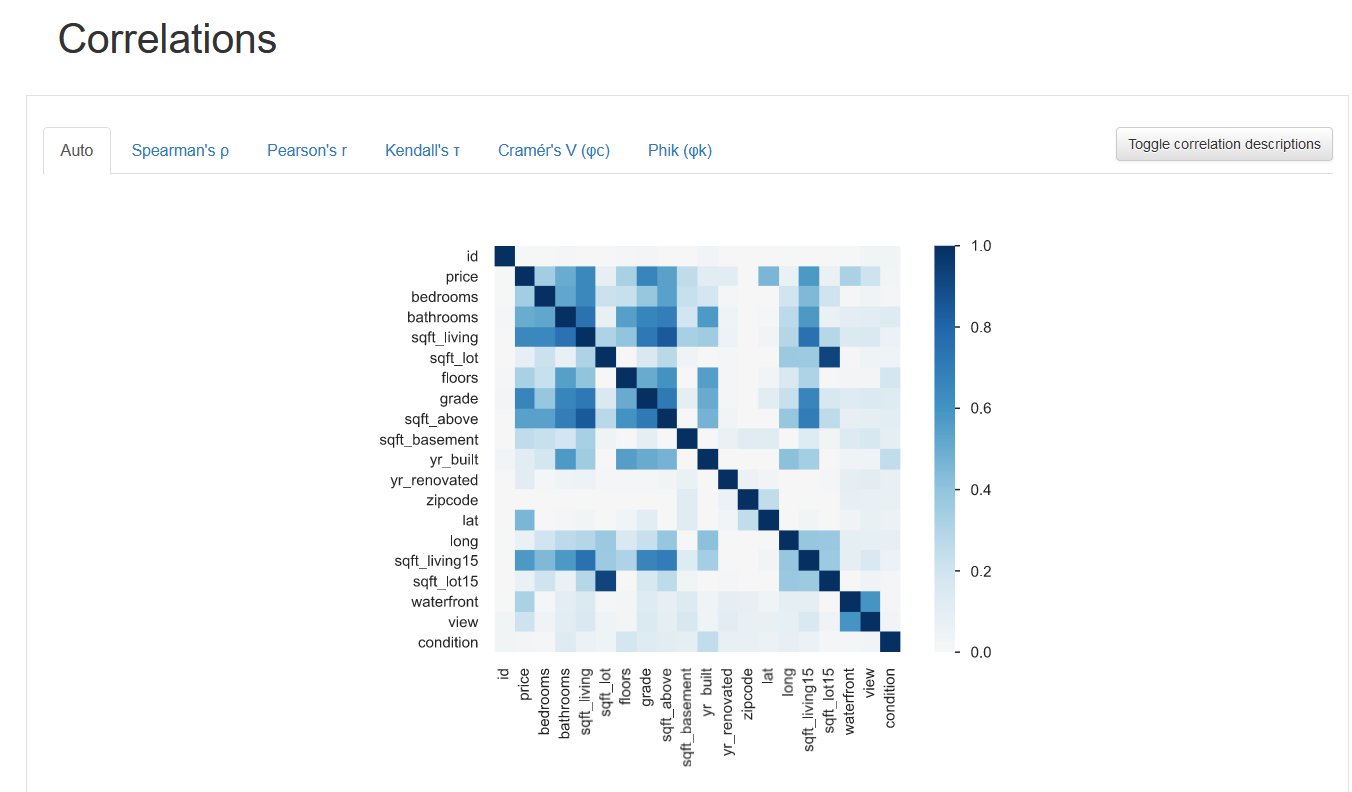 Correlations
Auto Spearman's ρ Pearson's r Kendall's τ Cramér's V (φc) Phik (φk) Toggle correlation descriptions
id
price
bedrooms
bathrooms
sqft_living
sqft_lot
floors
grade
sqft_above
sqft_basement
yr_built
yr_renovated
zipcode
lat
long
sqft_living15
sqft_lot15
waterfront
view
condition
id
price
bedrooms
bathrooms
sqft_living
sqft_lot
floors
grade
sqft_above
sqft_basement
yr_built
yr_renovated
zipcode
lat
long
sqft_living15
sqft_lot15
waterfront
view
condition
1.0
0.8
0.6
0.4
0.2
0.0